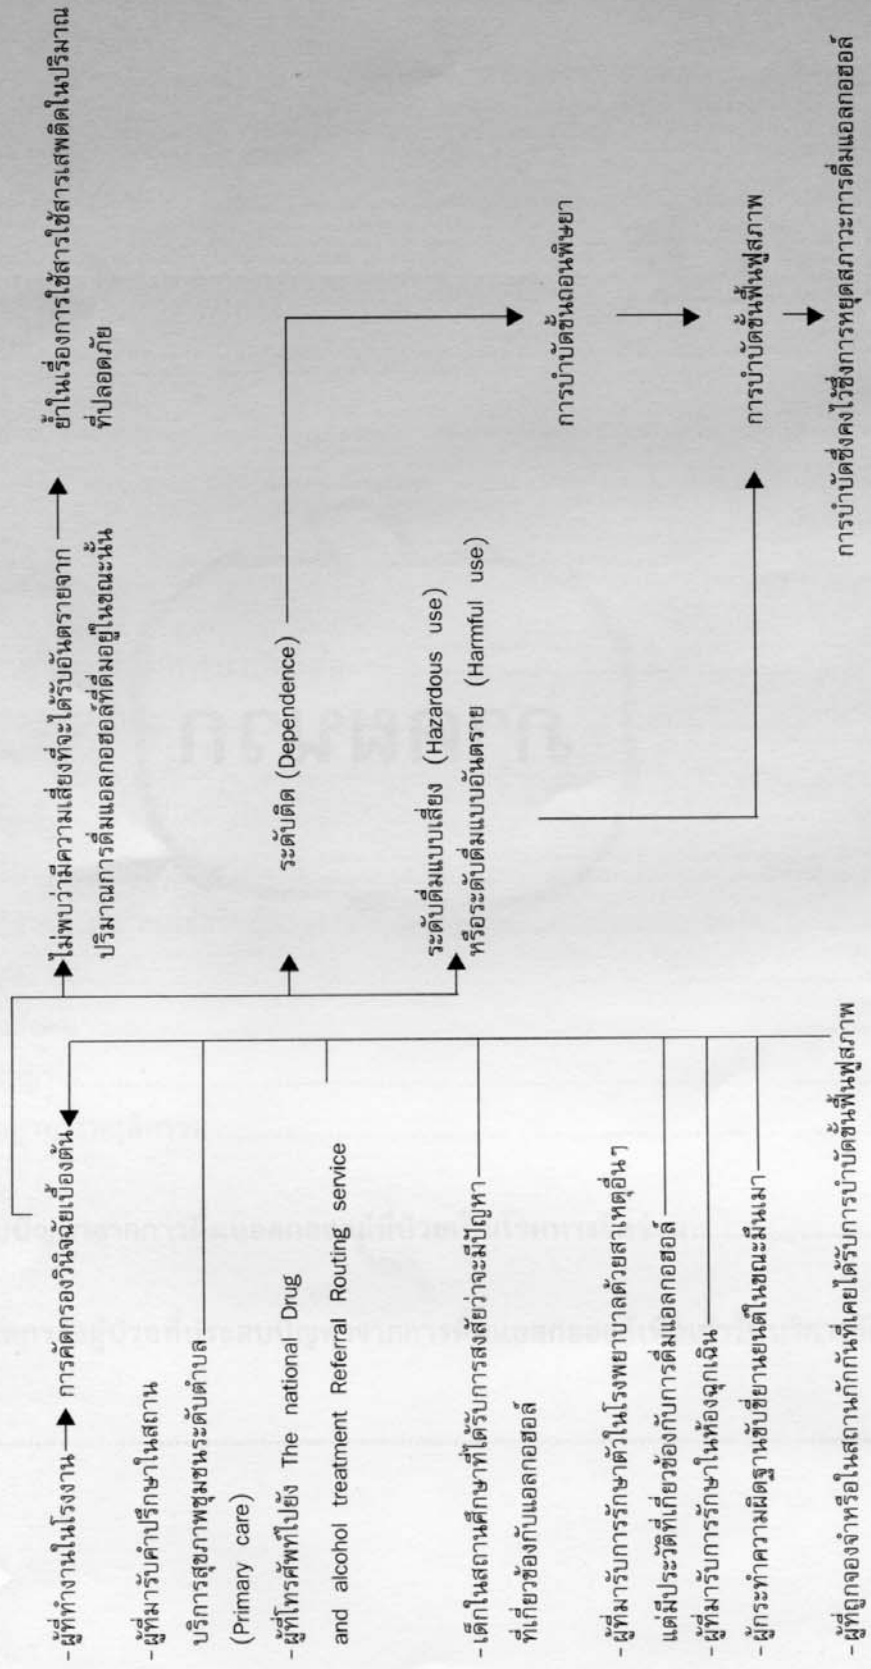 -ผู้ที่ทำงานในโรงงาน
การคัดกรองวินิจฉัยเบื้องต้น
-ผู้ที่มารับคำปรึกษาในสถาน
บริการสุขภาพชุมชนระดับตำบล
(Primary care)
-ผู้ที่โทรศัพท์ไปยัง The national Drug
and alcohol treatment Referral Routing service
-เด็กในสถานศึกษาที่ได้รับการสงสัยว่าจะมีปัญหา
ที่เกี่ยวข้องกับแอลกอฮอล์
-ผู้ที่มารับการรักษาตัวในโรงพยาบาลด้วยสาเหตุอื่นๆ
แต่มีประวัติที่เกี่ยวข้องกับการดื่มแอลกอฮอล์
-ผู้ที่มารับการรักษาในห้องฉุกเฉิน
-ผู้กระทำความผิดฐานขับขี่ยานยนต์ในขณะมึนเมา
-ผู้ที่ถูกจองจำหรือในสถานกักกันที่เคยได้รับการบำบัดขั้นฟื้นฟูสภาพ
ไม่พบว่ามีความเสี่ยงที่จะได้รับอันตรายจาก
ปริมาณการดื่มแอลกอฮอล์ที่ดื่มอยู่ในขณะนั้น
ย้ำในเรื่องการใช้สารใช้สารเสพติดในปริมาณ
ที่ปลอดภัย
ระดับติด (Dependence)
ระดับดื่มแบบเสี่ยง (Hazardous use)
หรือระดับดื่มแบบอันตราย (Harmful use)
การบำบัดขั้นถอนพิษยา
การบำบัดขั้นฟื้นฟูสภาพ
การบำบัดซึ่งคงไว้ซึ่งการหยุดสภาวะการดื่มแอลกอฮอล์